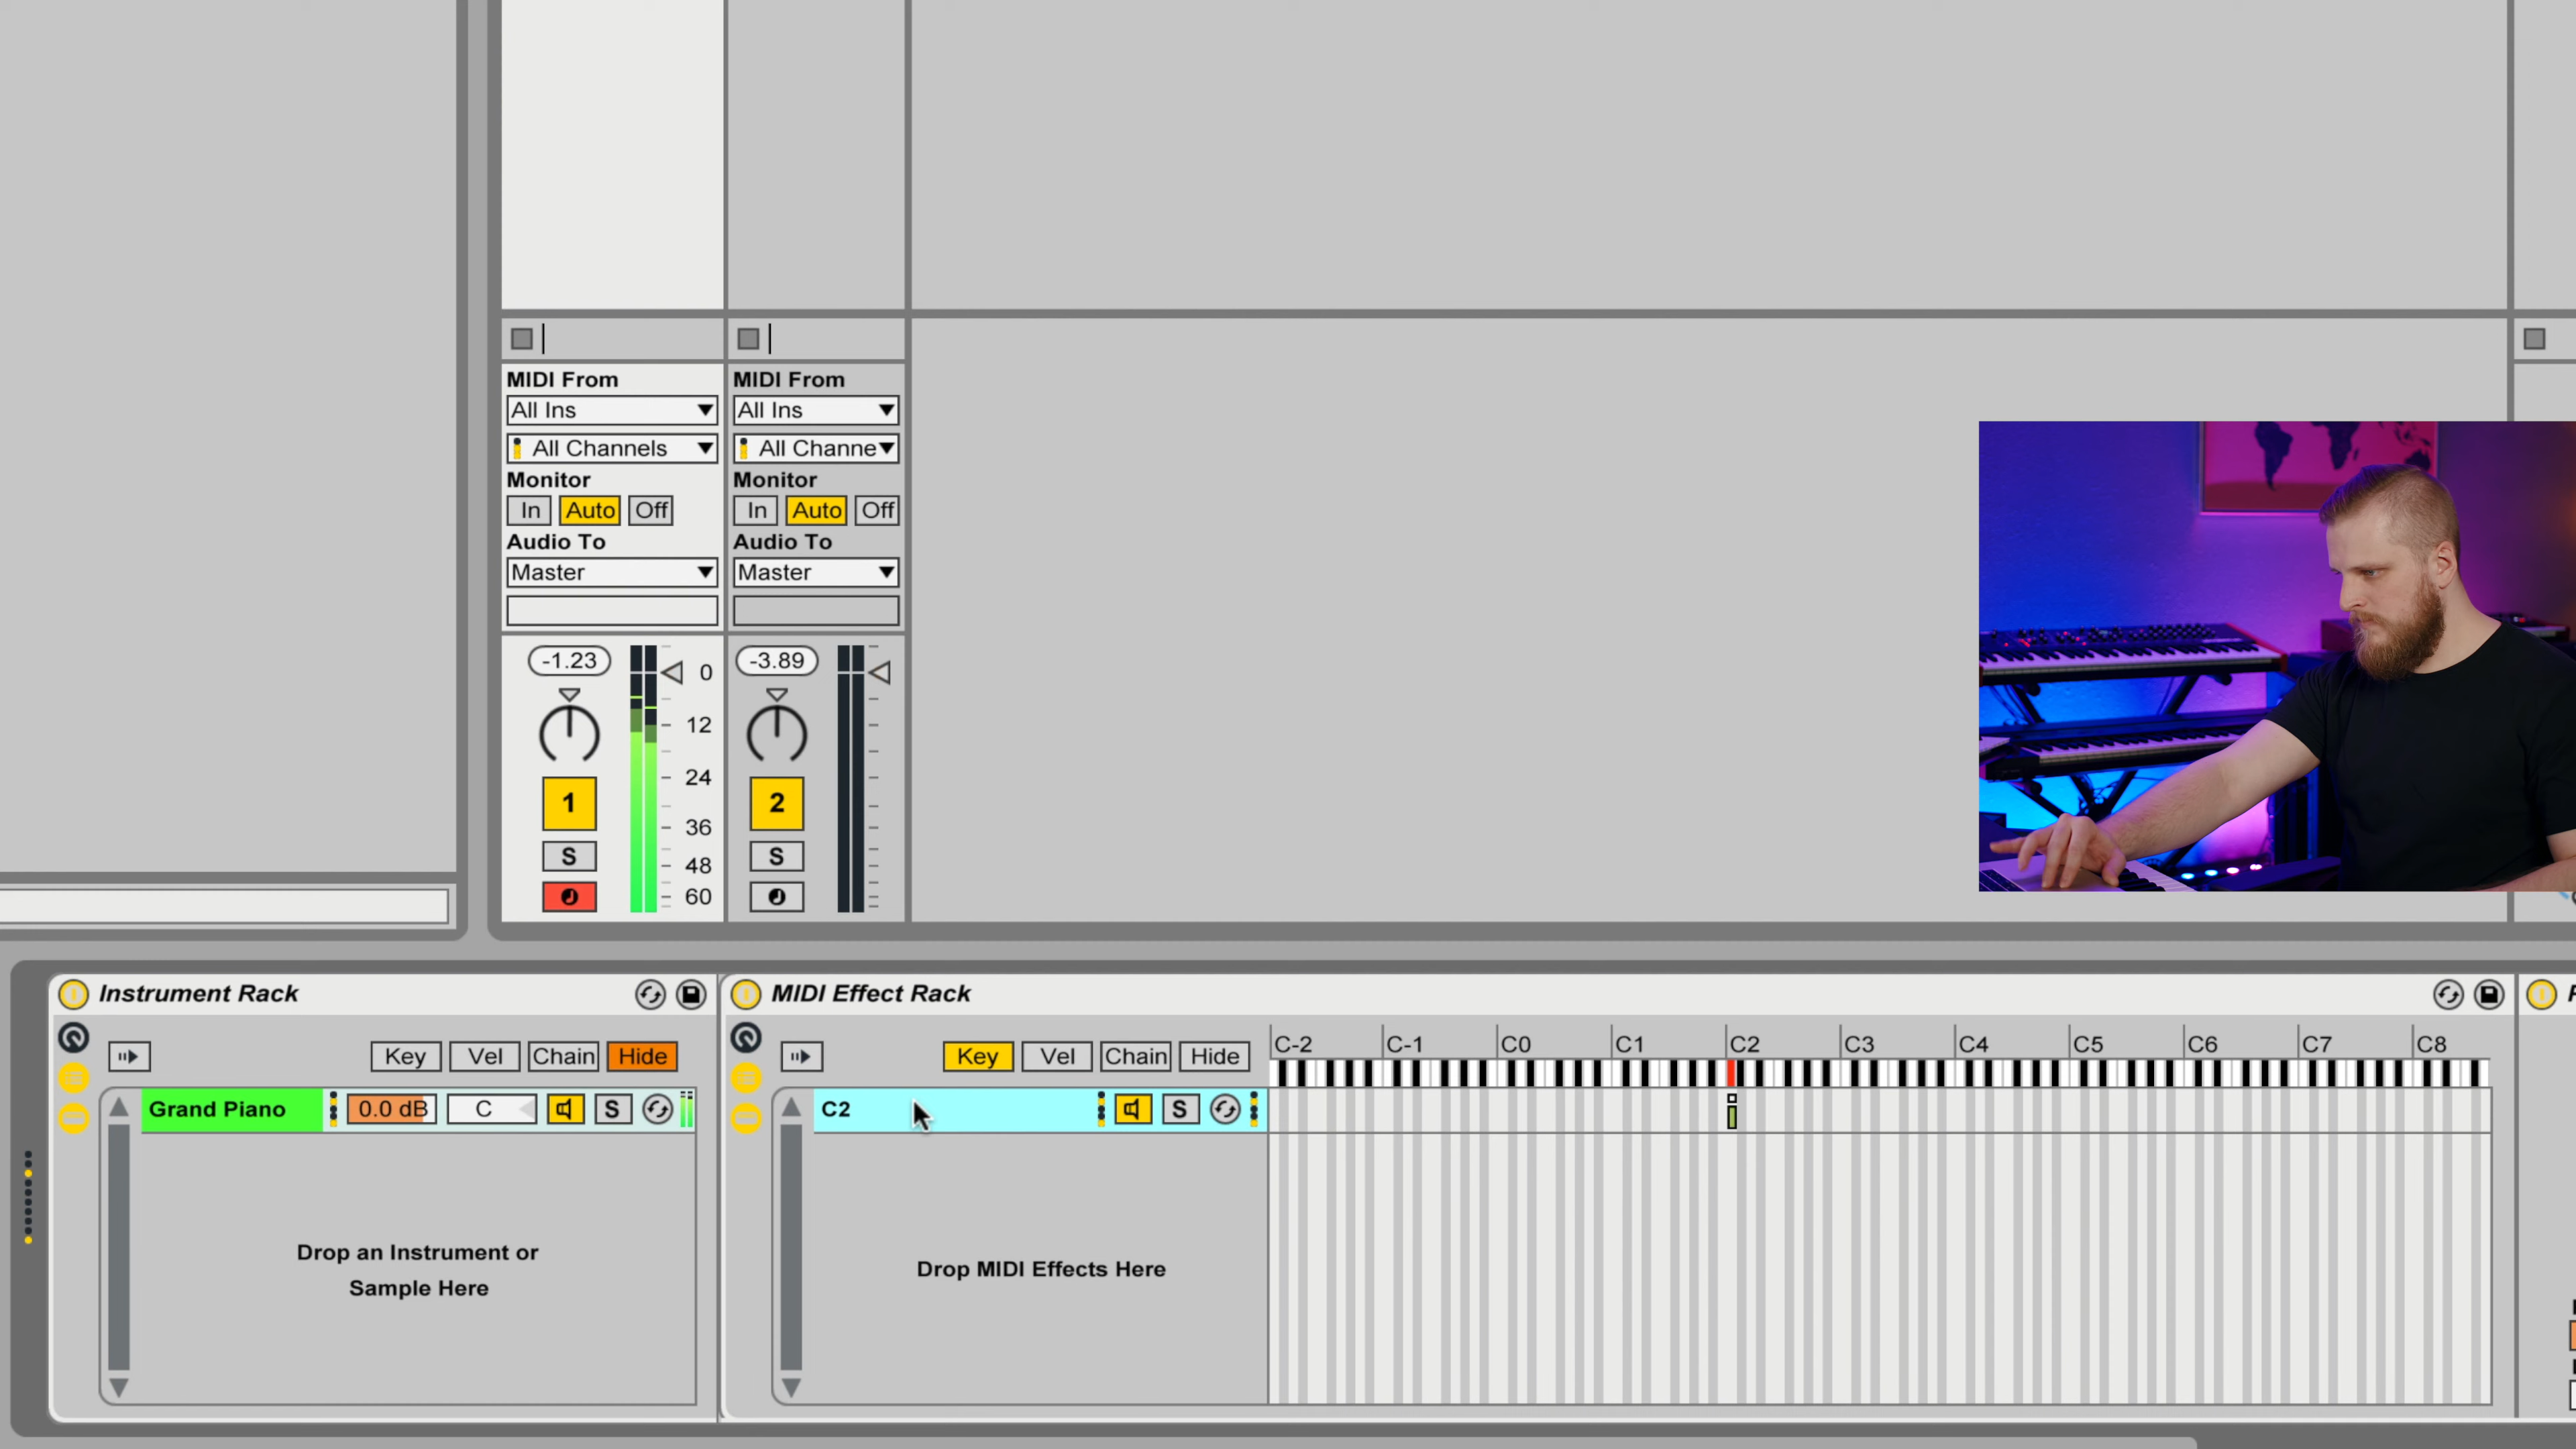 MIDI From MIDI From
All Ins All Ins
All Channels All Channe
Monitor Monitor
In Auto Off In Auto Off
Audio To Audio To
Master Master
-1.23 0 -3.89
12
24
1 2
36
S S
48
60
Instrument Rack MIDI Effect Rack
C-2 C-1 C0 C1 C2 C3 C4 C5 C6 C7 C8
Key Vel Chain Hide Key Vel Chain Hide
Grand Piano 0.0 dB C S C2 S
Drop an Instrument or
Sample Here
Drop MIDI Effects Here